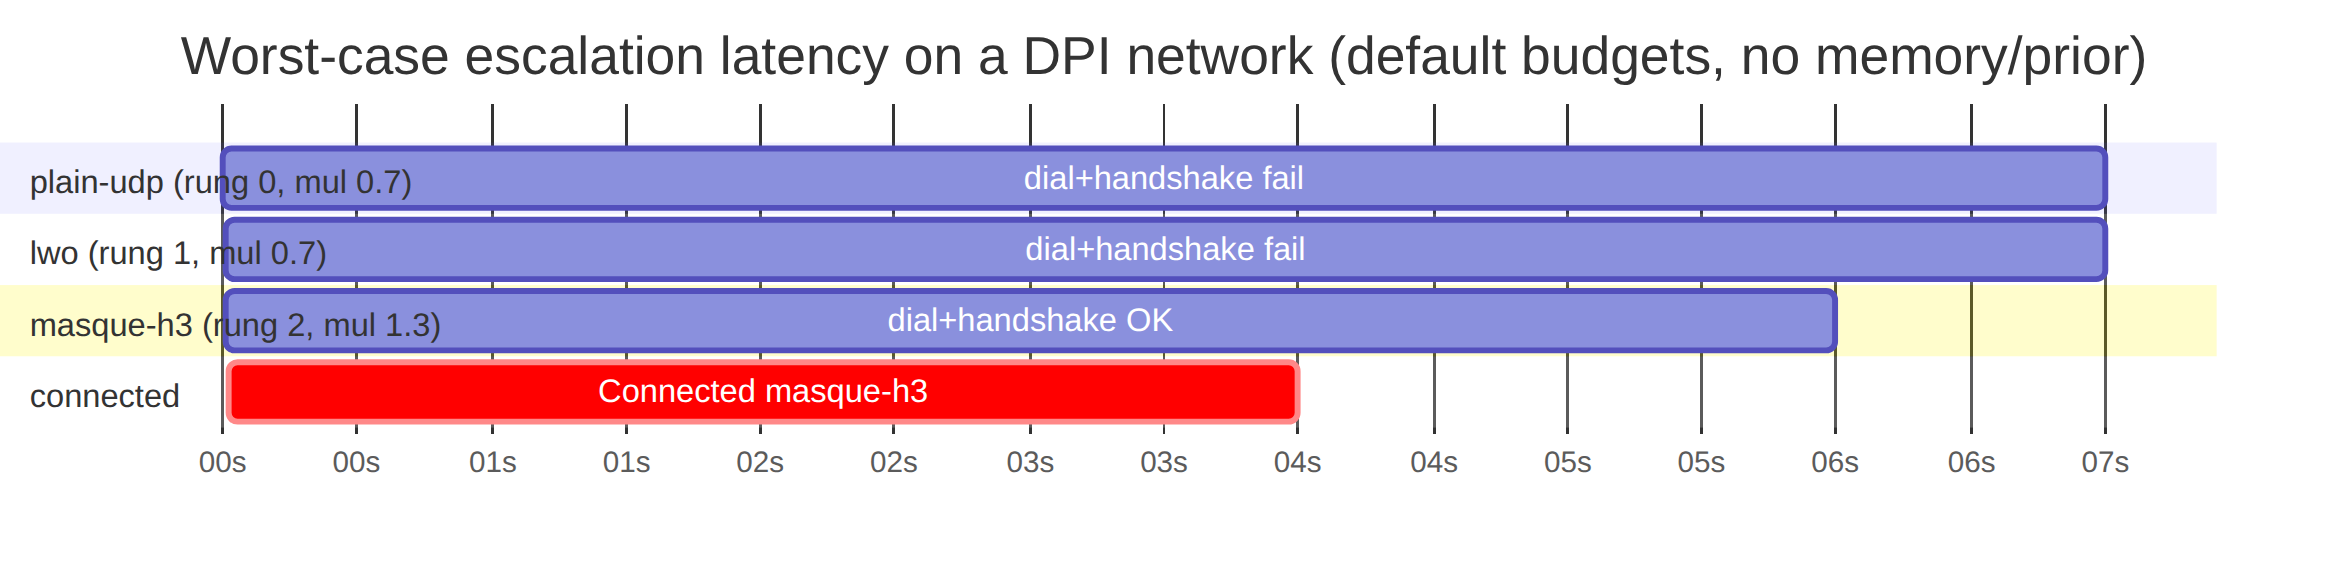 Worst-case escalation latency on a DPI network (default budgets, no memory/prior)
plain-udp (rung 0, mul 0.7)
dial+handshake fail
lwo (rung 1, mul 0.7)
dial+handshake fail
masque-h3 (rung 2, mul 1.3)
dial+handshake OK
connected
Connected masque-h3
00s 00s 01s 01s 02s 02s 03s 03s 04s 04s 05s 05s 06s 06s 07s